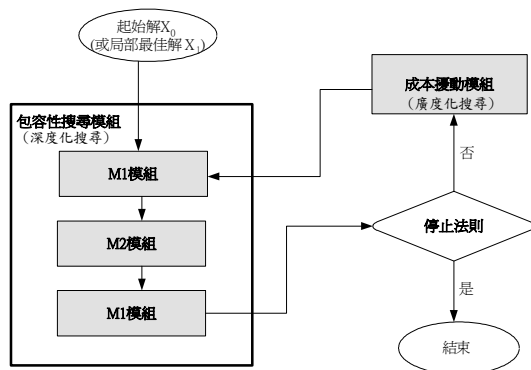 起始解X₀
(或局部最佳解X₁)
包容性搜尋模組
（深度化搜尋）
M1模組
M2模組
M1模組
成本擾動模組
（廣度化搜尋）
否
停止法則
是
結束